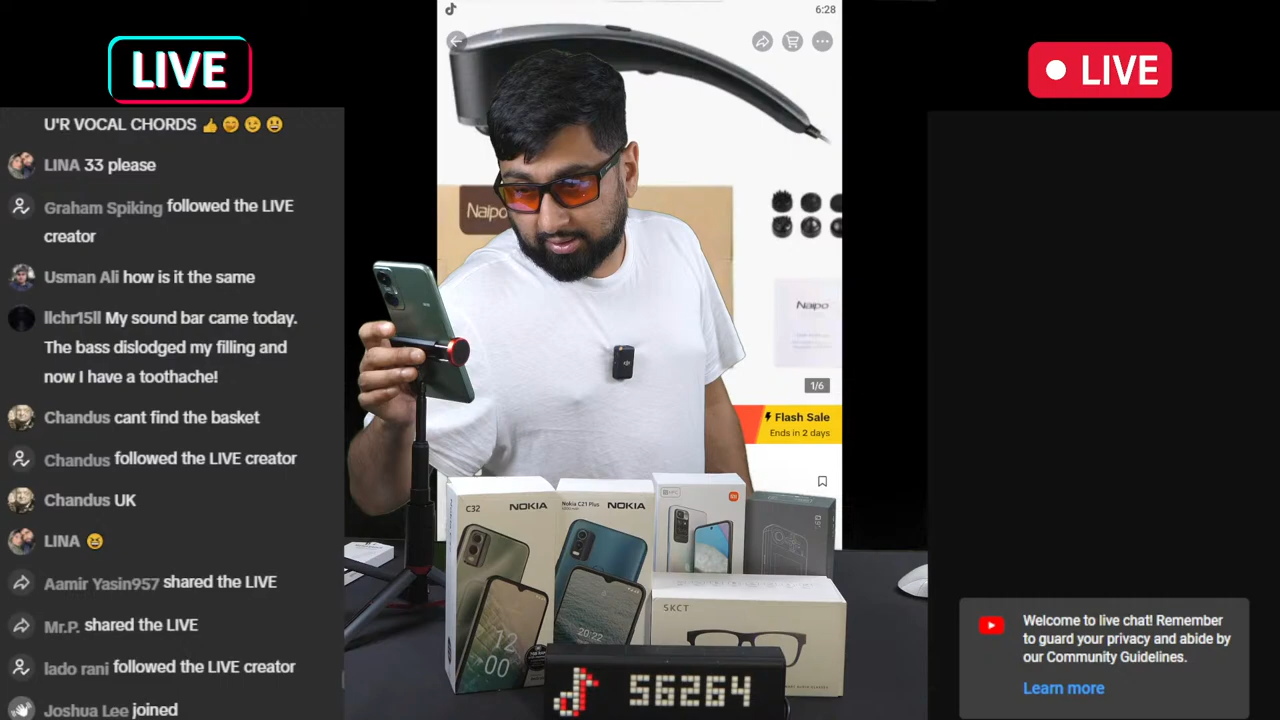 LIVE
U'R VOCAL CHORDS 👍😊😉😃
LINA 33 please
Graham Spiking followed the LIVE
creator
Usman Ali how is it the same
llchr15ll My sound bar came today.
The bass dislodged my filling and
now I have a toothache!
Chandus cant find the basket
Chandus followed the LIVE creator
Chandus UK
LINA 😆
Aamir Yasin957 shared the LIVE
Mr.P. shared the LIVE
lado rani followed the LIVE creator
Joshua Lee joined
6:28
Naipo
Naipo
1/6
Flash Sale
Ends in 2 days
C32 NOKIA
Nokia C21 Plus NOKIA
12
00
20:22
SKCT
56264
LIVE
Welcome to live chat! Remember
to guard your privacy and abide by
our Community Guidelines.
Learn more